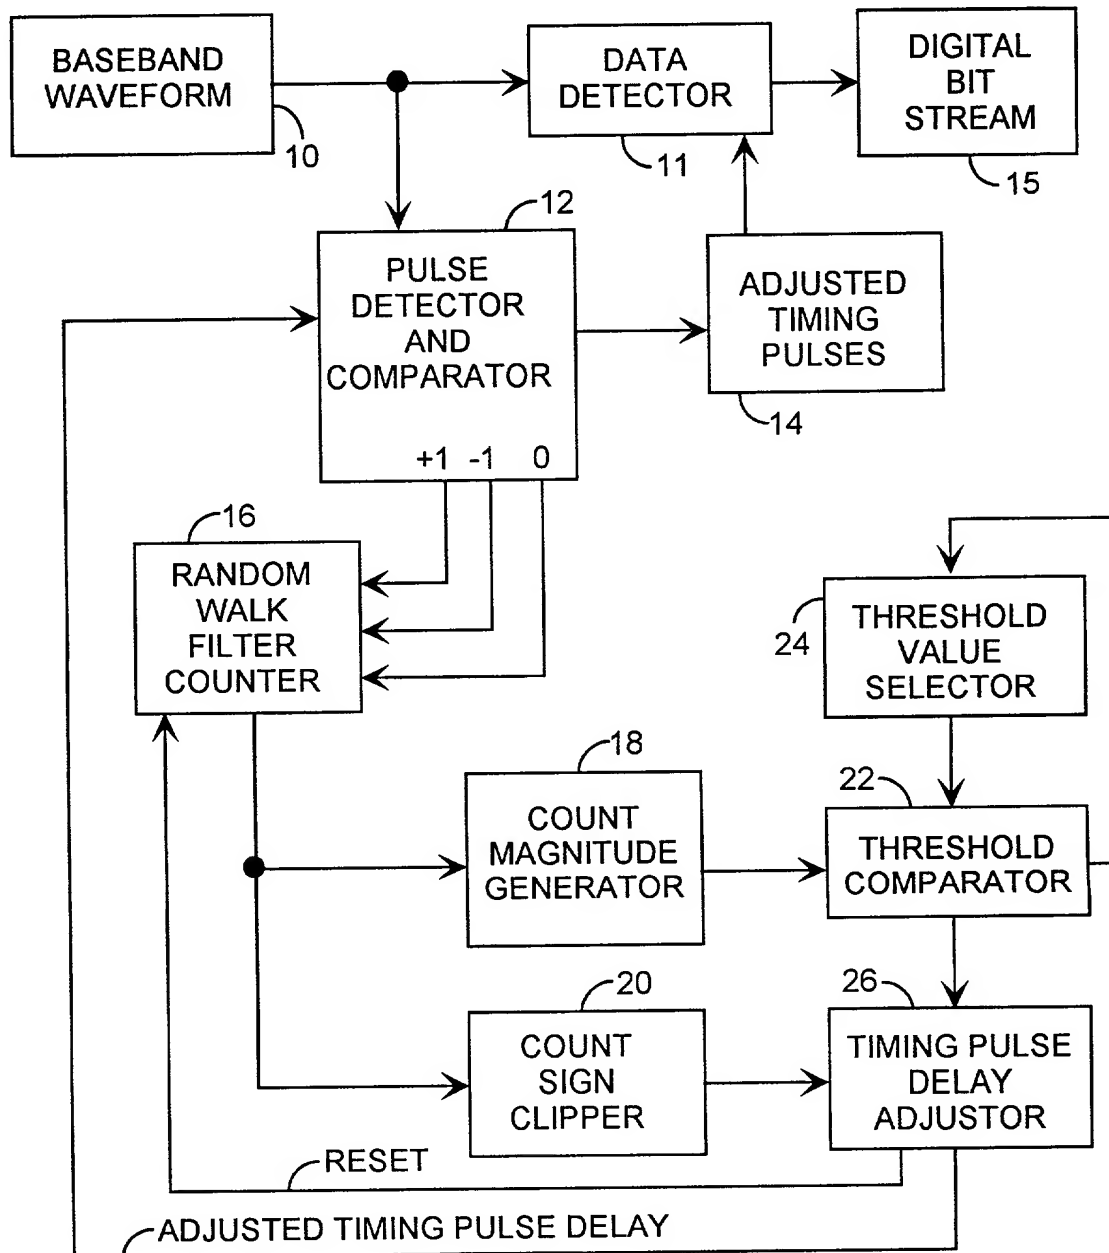 BASEBAND
WAVEFORM
10
DATA
DETECTOR
11
DIGITAL
BIT
STREAM
15
12
PULSE
DETECTOR
AND
COMPARATOR
+1 -1 0
ADJUSTED
TIMING
PULSES
14
16
RANDOM
WALK
FILTER
COUNTER
24
THRESHOLD
VALUE
SELECTOR
18
COUNT
MAGNITUDE
GENERATOR
22
THRESHOLD
COMPARATOR
20
COUNT
SIGN
CLIPPER
26
TIMING PULSE
DELAY
ADJUSTOR
RESET
ADJUSTED TIMING PULSE DELAY